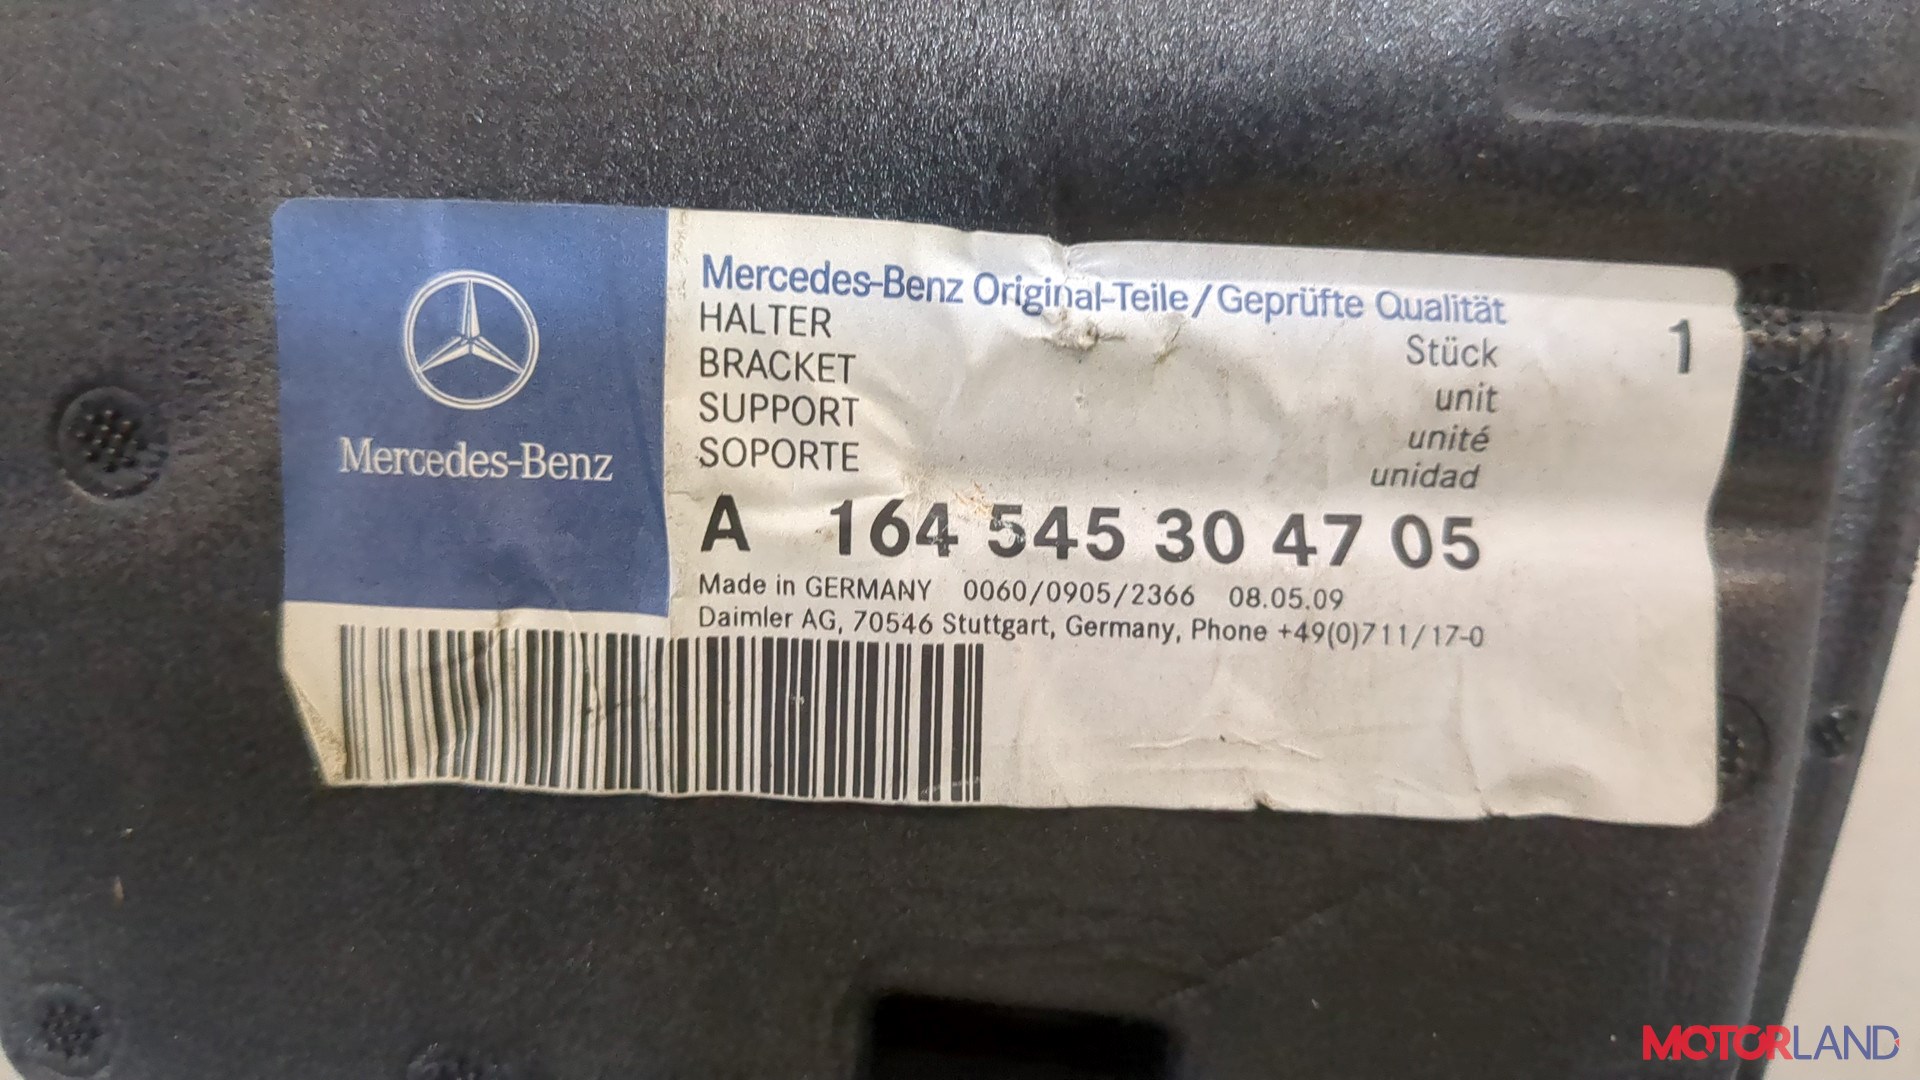 Mercedes-Benz
Mercedes-Benz Original-Teile/Geprüfte Qualität
HALTER Stück 1
BRACKET unit
SUPPORT unité
SOPORTE unidad
A 164 545 30 47 05
Made in GERMANY 0060/0905/2366 08.05.09
Daimler AG, 70546 Stuttgart, Germany, Phone +49(0)711/17-0
MOTORLAND